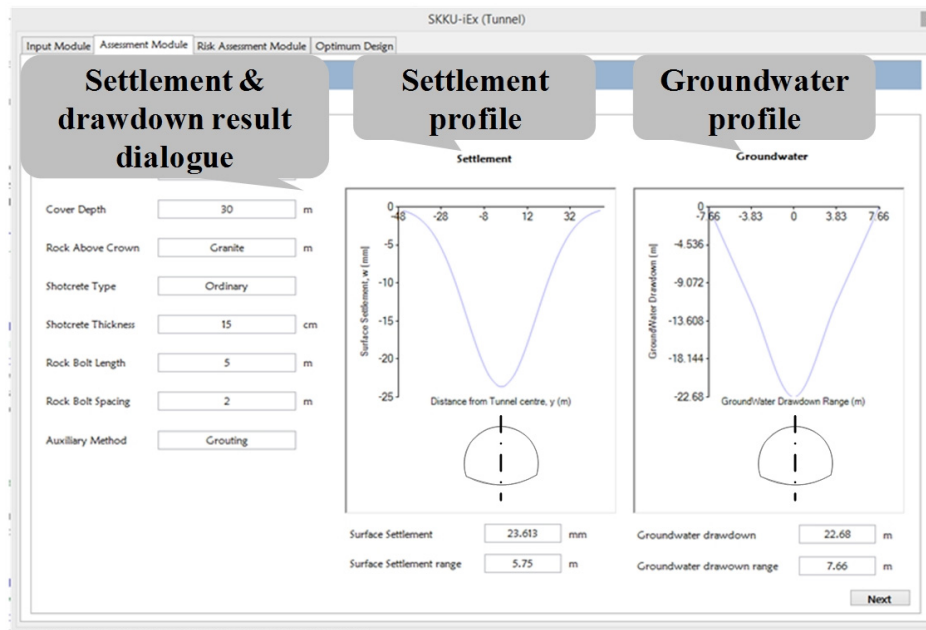 SKKU-iEx (Tunnel)
Input Module Assessment Module Risk Assessment Module Optimum Design
Settlement &
drawdown result
dialogue
Settlement
profile
Groundwater
profile
Settlement
Groundwater
Cover Depth 30 m
Rock Above Crown Granite m
Shotcrete Type Ordinary
Shotcrete Thickness 15 cm
Rock Bolt Length 5 m
Rock Bolt Spacing 2 m
Auxiliary Method Grouting
0
-48 -28 -8 12 32
-5
-10
-15
-20
-25
Surface Settlement, w (mm)
Distance from Tunnel centre, y (m)
0
-7.66 -3.83 0 3.83 7.66
-4.536
-9.072
-13.608
-18.144
-22.68
GroundWater Drawdown (m)
GroundWater Drawdown Range (m)
Surface Settlement 23.613 mm
Surface Settlement range 5.75 m
Groundwater drawdown 22.68 m
Groundwater drawown range 7.66 m
Next